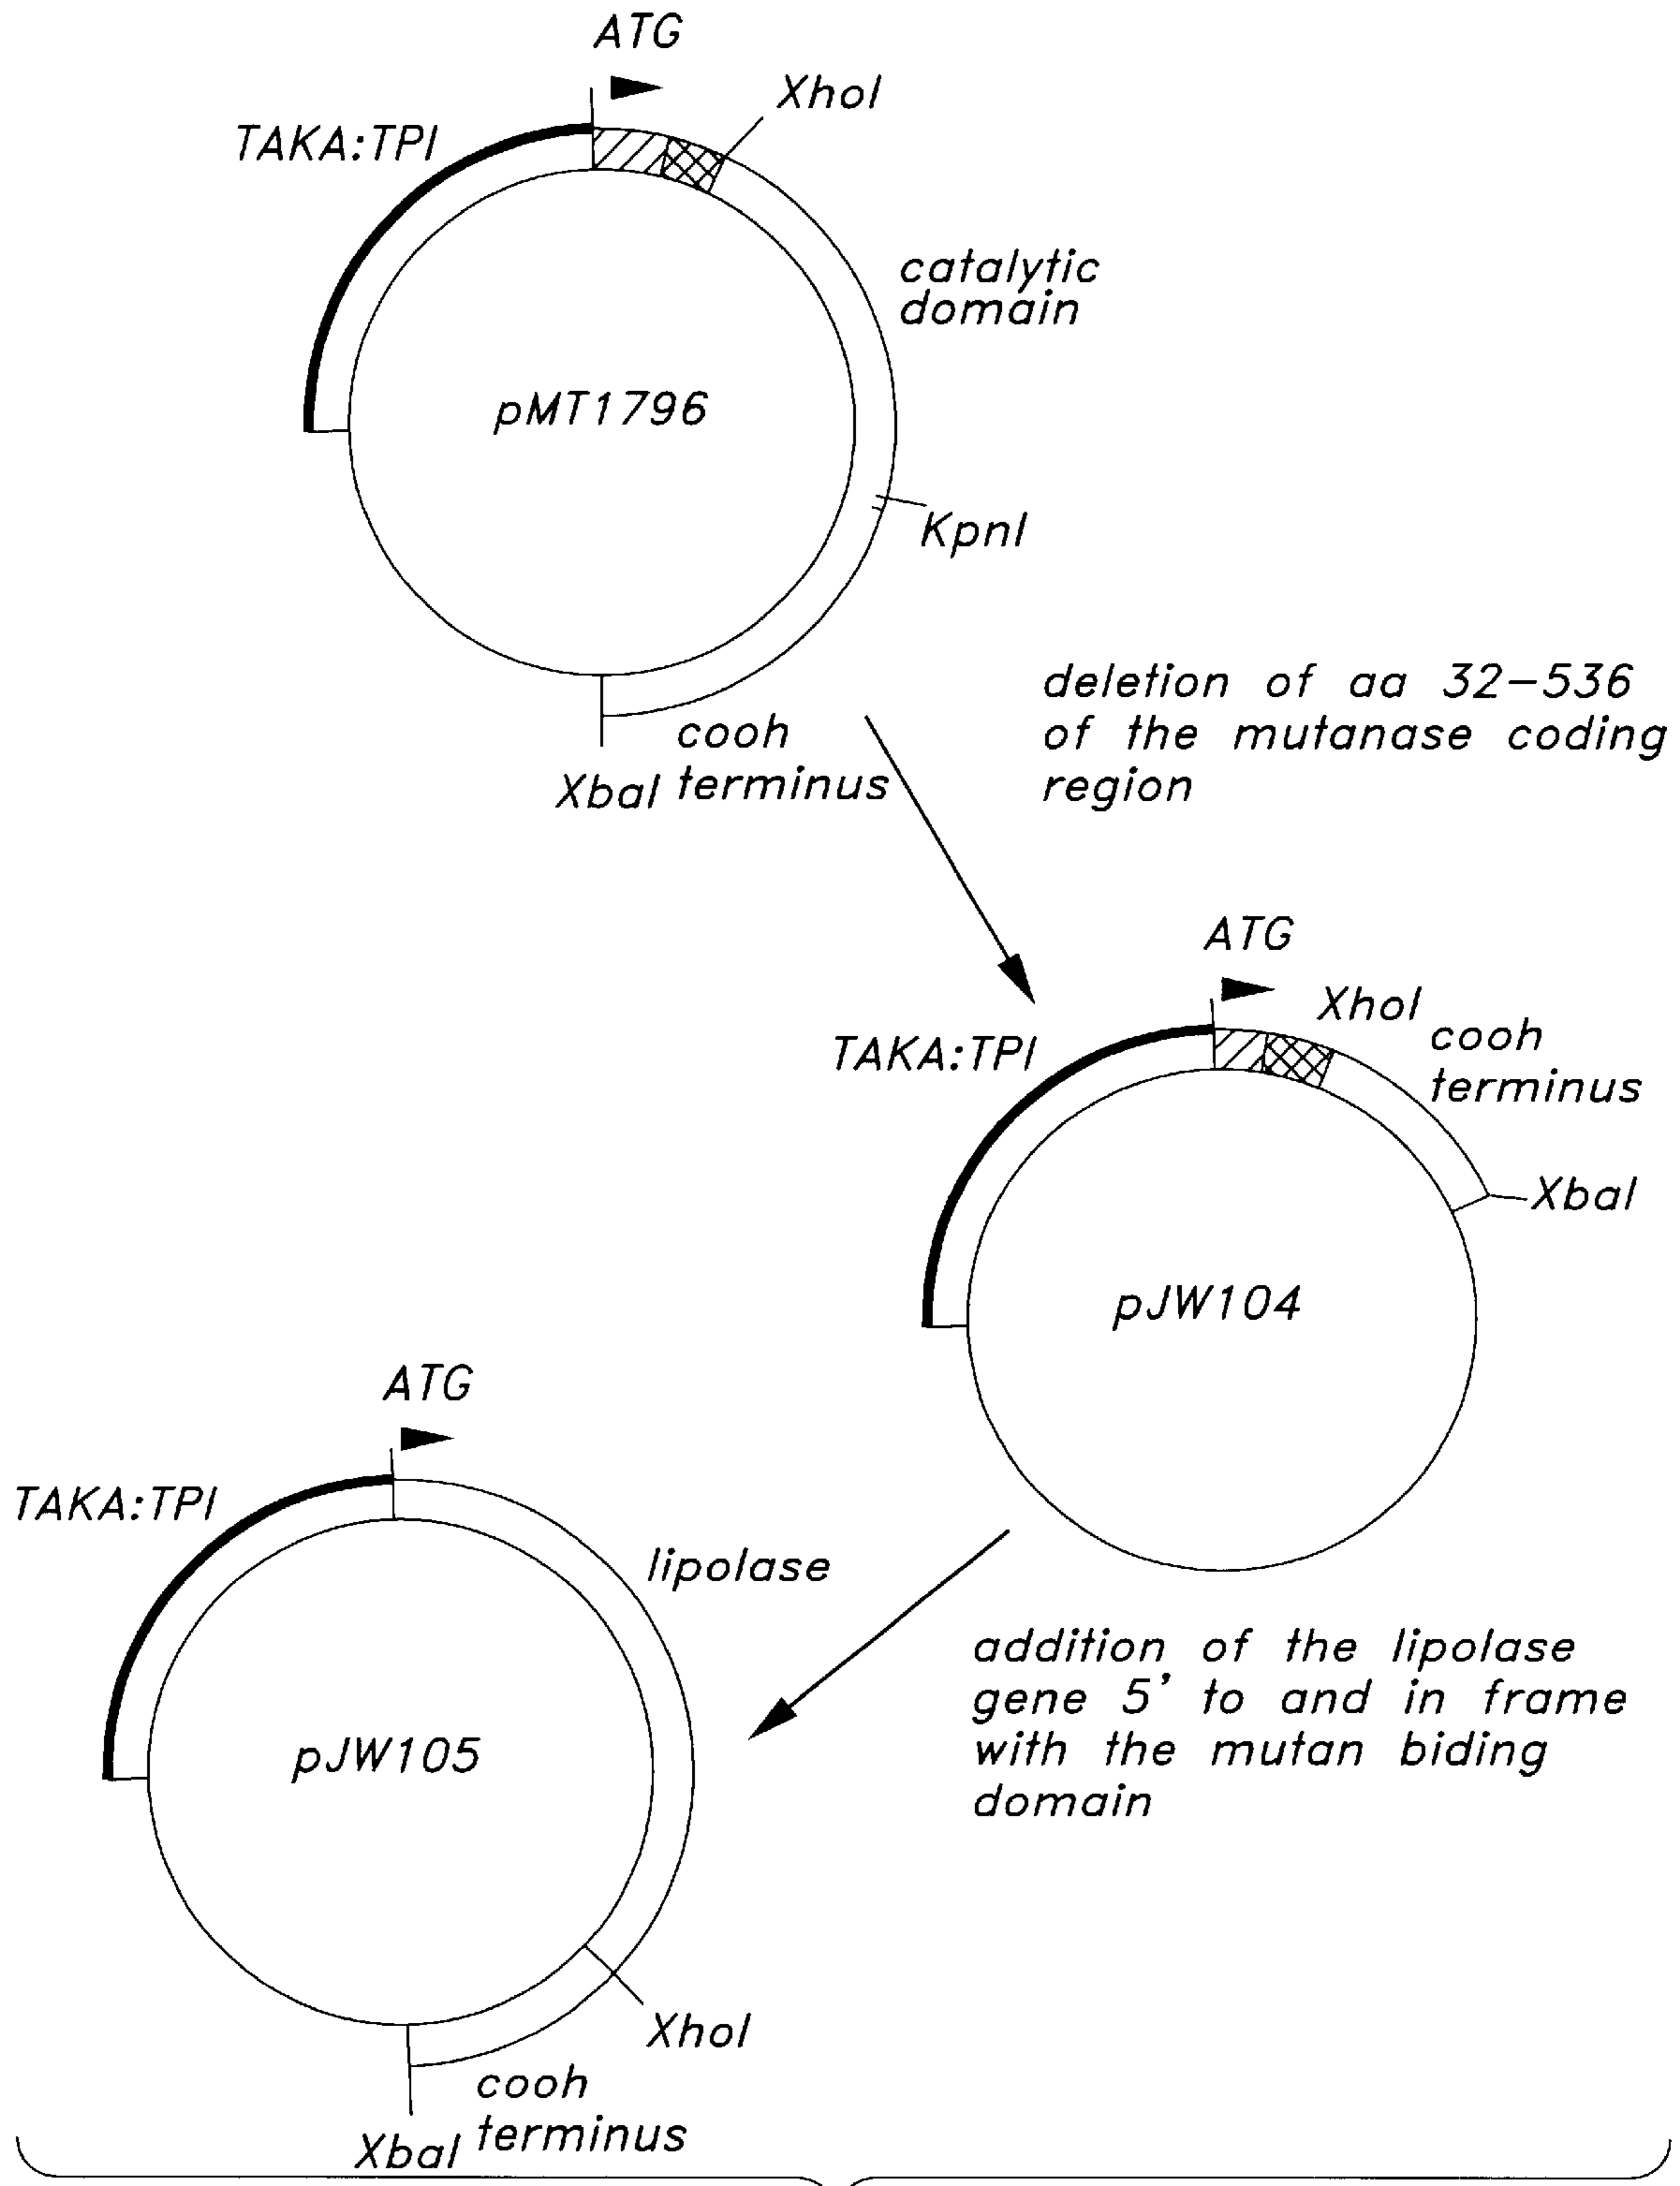 ATG
XhoI
TAKA:TPI
catalytic
domain
pMT1796
KpnI
cooh
terminus
XbaI
deletion of aa 32-536
of the mutanase coding
region
ATG
XhoI
cooh
terminus
TAKA:TPI
XbaI
pJW104
ATG
TAKA:TPI
lipolase
addition of the lipolase
gene 5' to and in frame
with the mutan biding
domain
pJW105
XhoI
cooh
terminus
XbaI